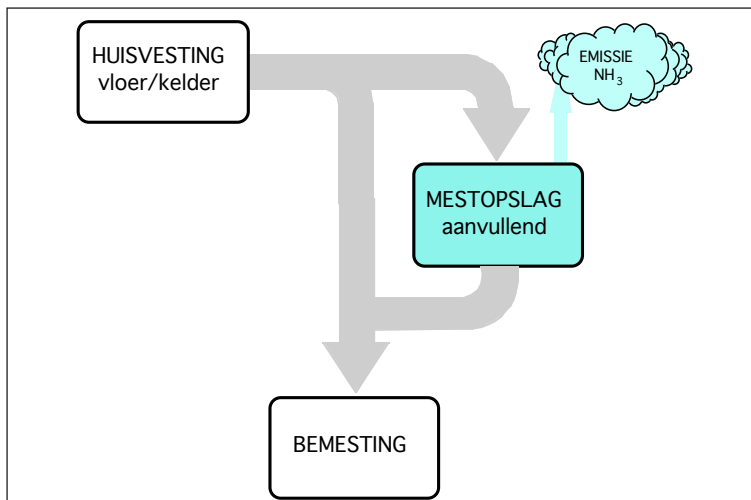 HUISVESTING
vloer/kelder
EMISSIE
NH₃
MESTOPSLAG
aanvullend
BEMESTING